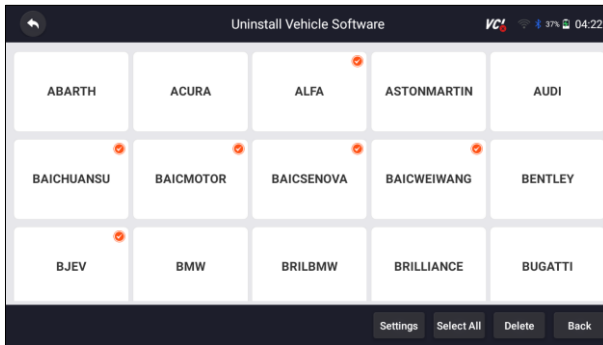 Uninstall Vehicle Software VCI 37% 04:22
ABARTH ACURA ALFA ASTONMARTIN AUDI
BAICHUANSU BAICMOTOR BAICSENOVA BAICWEIWANG BENTLEY
BJEV BMW BRILBMW BRILLIANCE BUGATTI
Settings Select All Delete Back